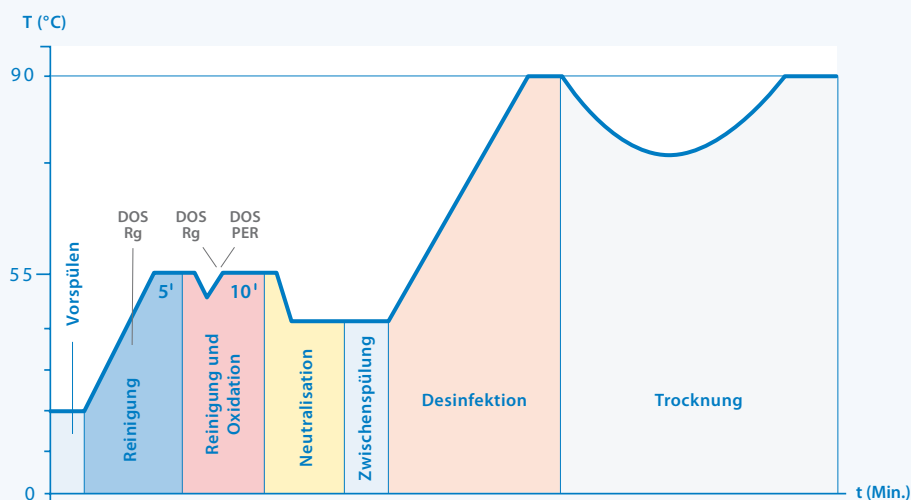 T (°C)
90
55
0
Vorspülen
DOS
Rg
DOS
Rg
DOS
PER
5'
10'
Reinigung
Reinigung und
Oxidation
Neutralisation
Zwischenspülung
Desinfektion
Trocknung
t (Min.)